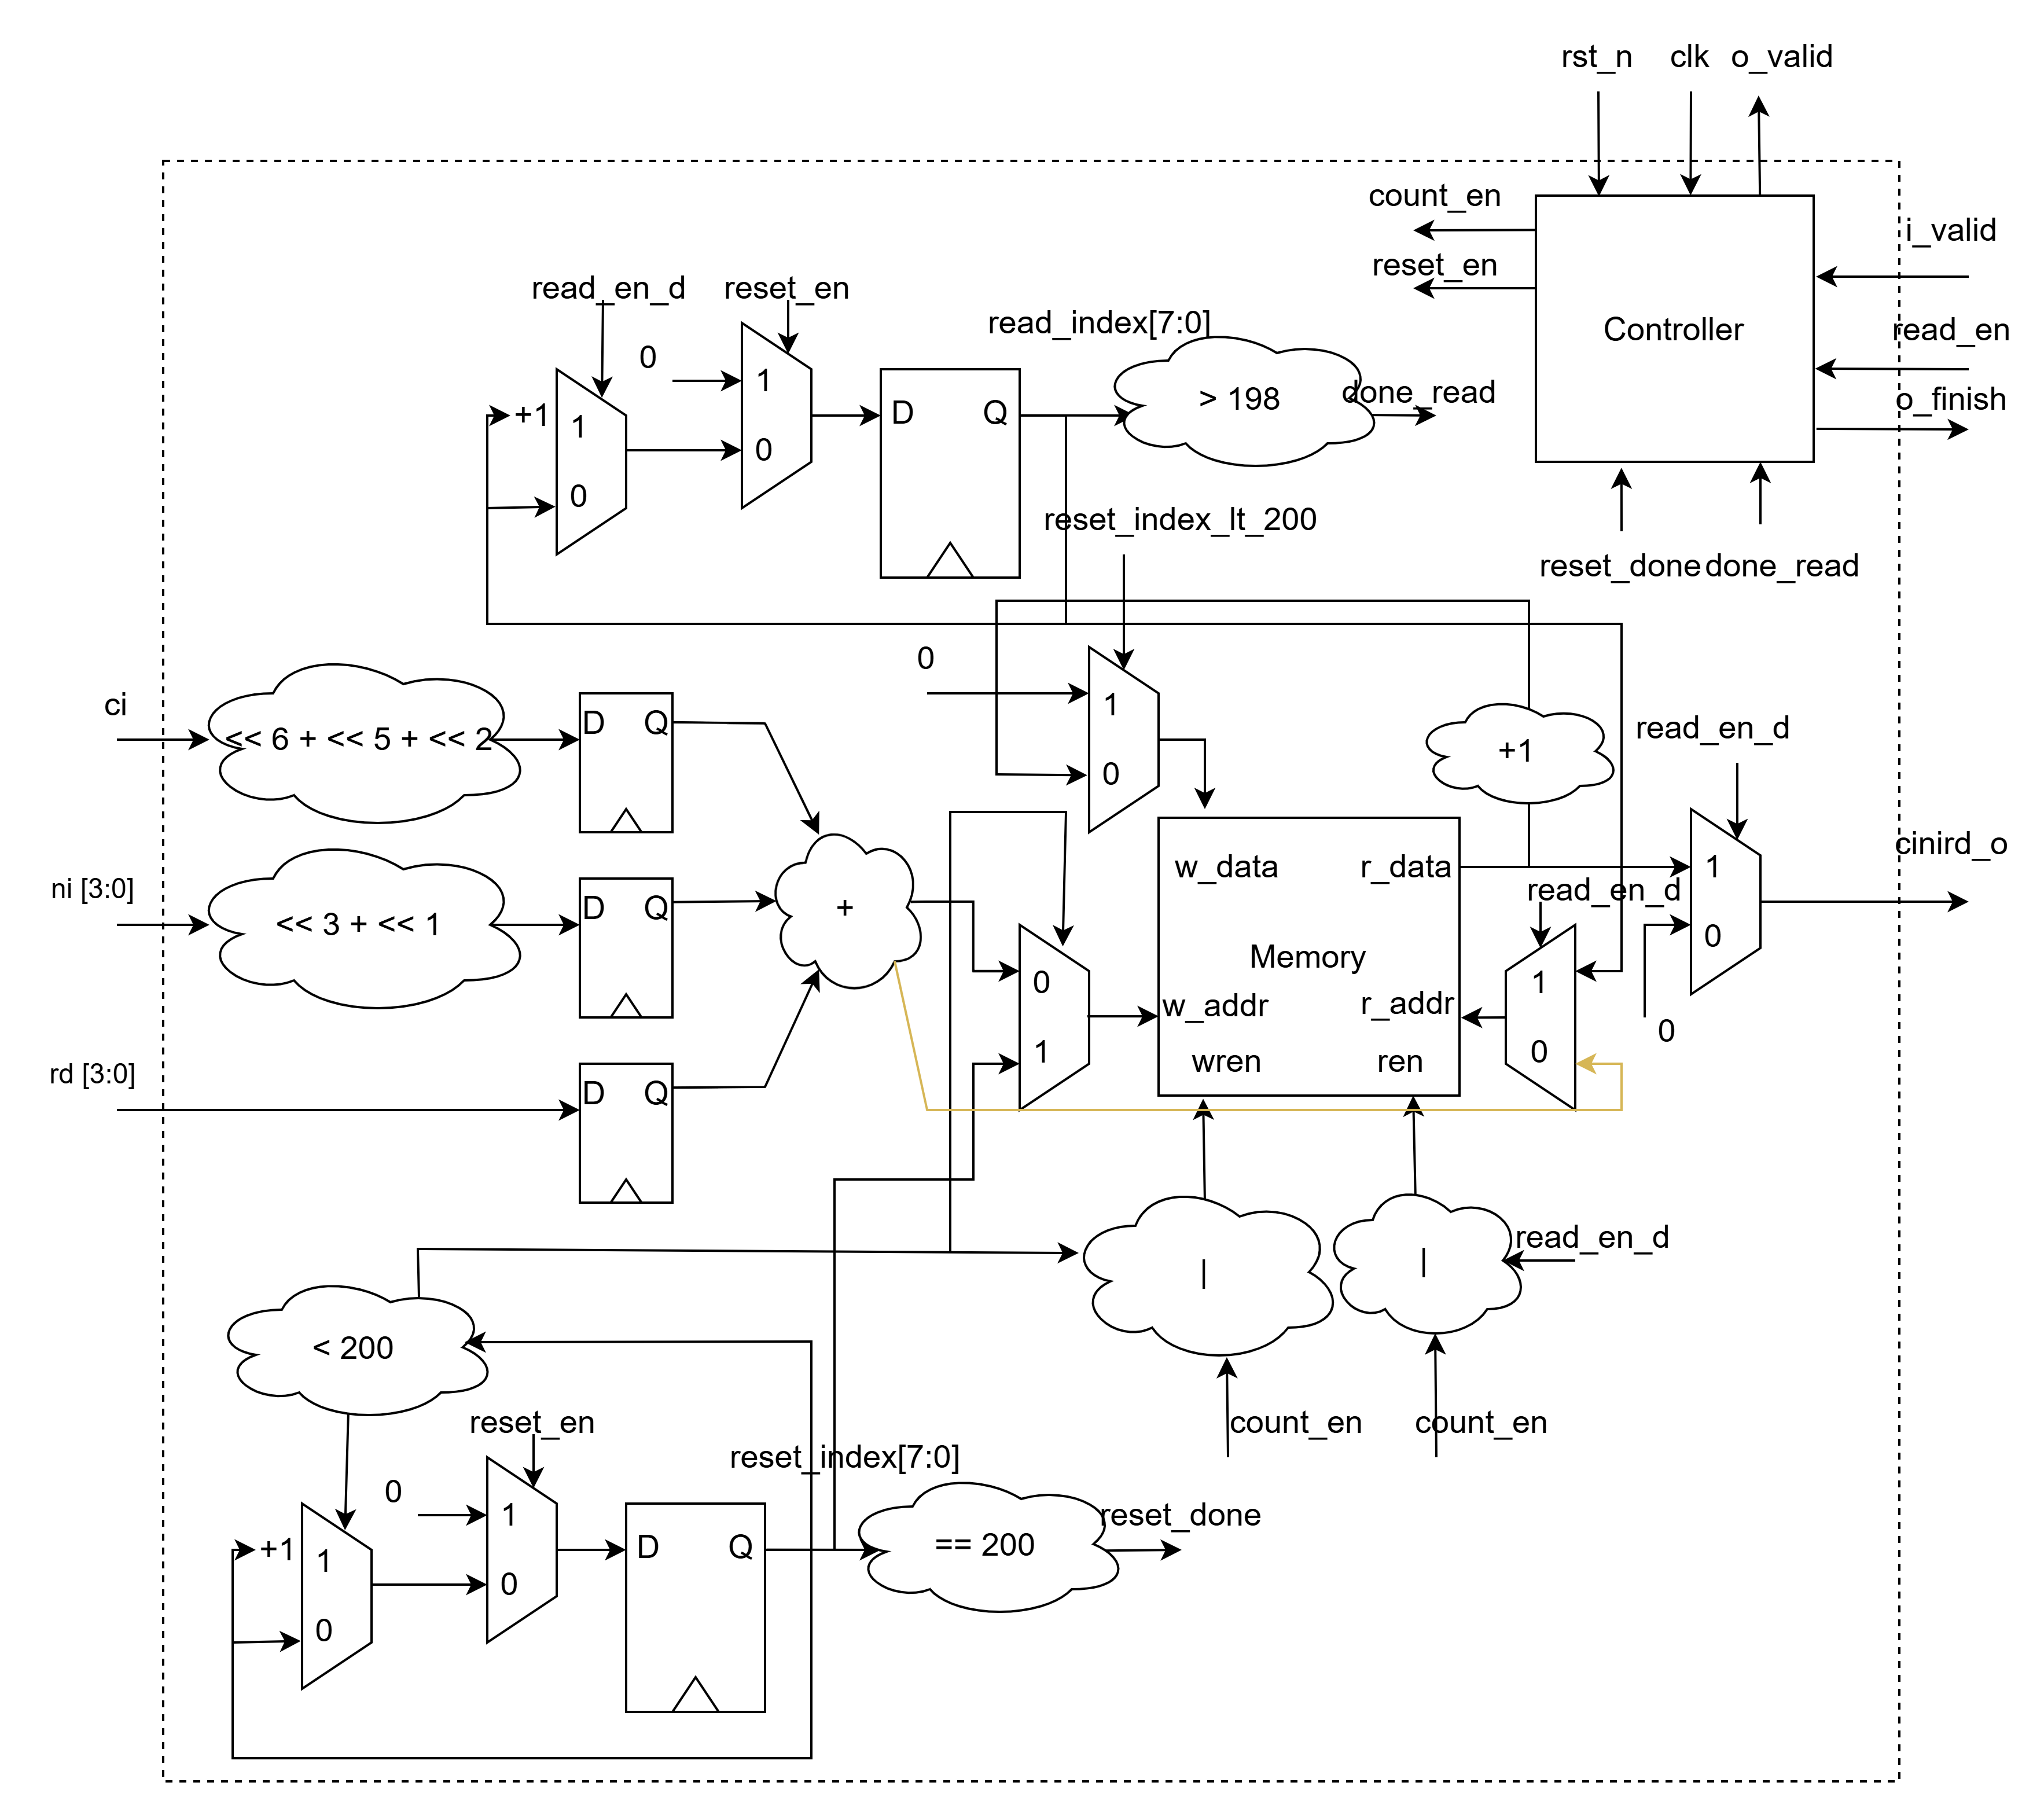 rst_n clk o_valid
count_en
i_valid
reset_en
read_en_d reset_en
read_index[7:0]
Controller
read_en
0
1
> 198
done_read
o_finish
+1
1
D Q
0
0
reset_index_lt_200
reset_done done_read
0
ci
<< 6 + << 5 + << 2
D Q
1
0
+1
read_en_d
ni [3:0]
<< 3 + << 1
D Q
+
w_data r_data
1
cinird_o
read_en_d
0
Memory
0
1
w_addr r_addr
1
0
wren ren
0
rd [3:0]
D Q
|
|
read_en_d
< 200
count_en count_en
reset_en
reset_index[7:0]
0
1
+1
1
0
0
D Q
== 200
reset_done